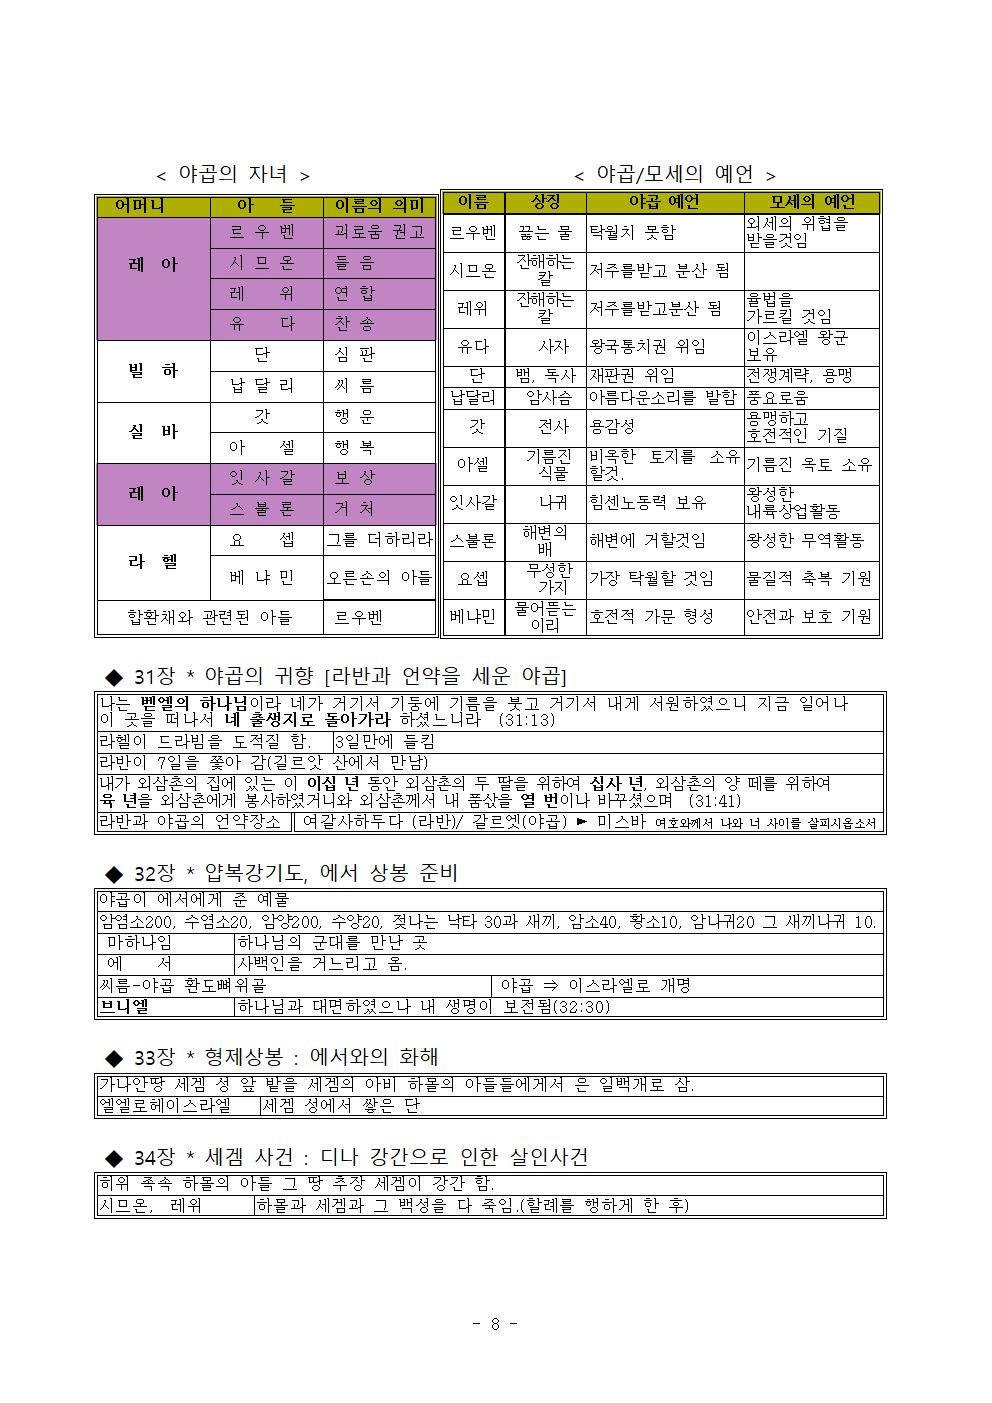 < 야곱의 자녀 >
어머니 아 들 이름의 의미
레 아 르 우 벤 괴로움 권고
시 므 온 들 음
레 위 연 합
유 다 찬 송
빌 하 단 심 판
납 달 리 씨 름
실 바 갓 행 운
아 셀 행 복
레 아 잇 사 갈 보 상
스 불 론 거 처
라 헬 요 셉 그를 더하리라
베 냐 민 오른손의 아들
합환채와 관련된 아들 르우벤
< 야곱/모세의 예언 >
이름 상징 야곱 예언 모세의 예언
르우벤 끓는 물 탁월치 못함 외세의 위협을 받을것임
시므온 잔해하는 칼 저주를받고 분산 됨
레위 잔해하는 칼 저주를받고분산 됨 율법을 가르킬 것임
유다 사자 왕국통치권 위임 이스라엘 왕군 보유
단 뱀, 독사 재판권 위임 전쟁계략, 용맹
납달리 암사슴 아름다운소리를 발함 풍요로움
갓 전사 용감성 용맹하고 호전적인 기질
아셀 기름진 식물 비옥한 토지를 소유할것. 기름진 옥토 소유
잇사갈 나귀 힘센노동력 보유 왕성한 내륙상업활동
스불론 해변의 배 해변에 거할것임 왕성한 무역활동
요셉 무성한 가지 가장 탁월할 것임 물질적 축복 기원
베냐민 물어뜯는 이리 호전적 가문 형성 안전과 보호 기원
◆ 31장 * 야곱의 귀향 [라반과 언약을 세운 야곱]
나는 벧엘의 하나님이라 네가 거기서 기둥에 기름을 붓고 거기서 내게 서원하였으니 지금 일어나
이 곳을 떠나서 네 출생지로 돌아가라 하셨느니라 (31:13)
라헬이 드라빔을 도적질 함. 3일만에 들킴
라반이 7일을 쫓아 감(길르앗 산에서 만남)
내가 외삼촌의 집에 있는 이 이십 년 동안 외삼촌의 두 딸을 위하여 십사 년, 외삼촌의 양 떼를 위하여
육 년을 외삼촌에게 봉사하였거니와 외삼촌께서 내 품삯을 열 번이나 바꾸셨으며 (31:41)
라반과 야곱의 언약장소 여갈사하두다 (라반)/ 갈르엣(야곱) ► 미스바 여호와께서 나와 너 사이를 살피시옵소서
◆ 32장 * 얍복강기도, 에서 상봉 준비
야곱이 에서에게 준 예물
암염소200, 수염소20, 암양200, 수양20, 젖나는 낙타 30과 새끼, 암소40, 황소10, 암나귀20 그 새끼나귀 10.
마하나임 하나님의 군대를 만난 곳
에 서 사백인을 거느리고 옴.
씨름-야곱 환도뼈위골 야곱 ⇒ 이스라엘로 개명
브니엘 하나님과 대면하였으나 내 생명이 보전됨(32:30)
◆ 33장 * 형제상봉 : 에서와의 화해
가나안땅 세겜 성 앞 밭을 세겜의 아비 하몰의 아들들에게서 은 일백개로 삼.
엘엘로헤이스라엘 세겜 성에서 쌓은 단
◆ 34장 * 세겜 사건 : 디나 강간으로 인한 살인사건
히위 족속 하몰의 아들 그 땅 추장 세겜이 강간 함.
시므온, 레위 하몰과 세겜과 그 백성을 다 죽임.(할례를 행하게 한 후)
- 8 -